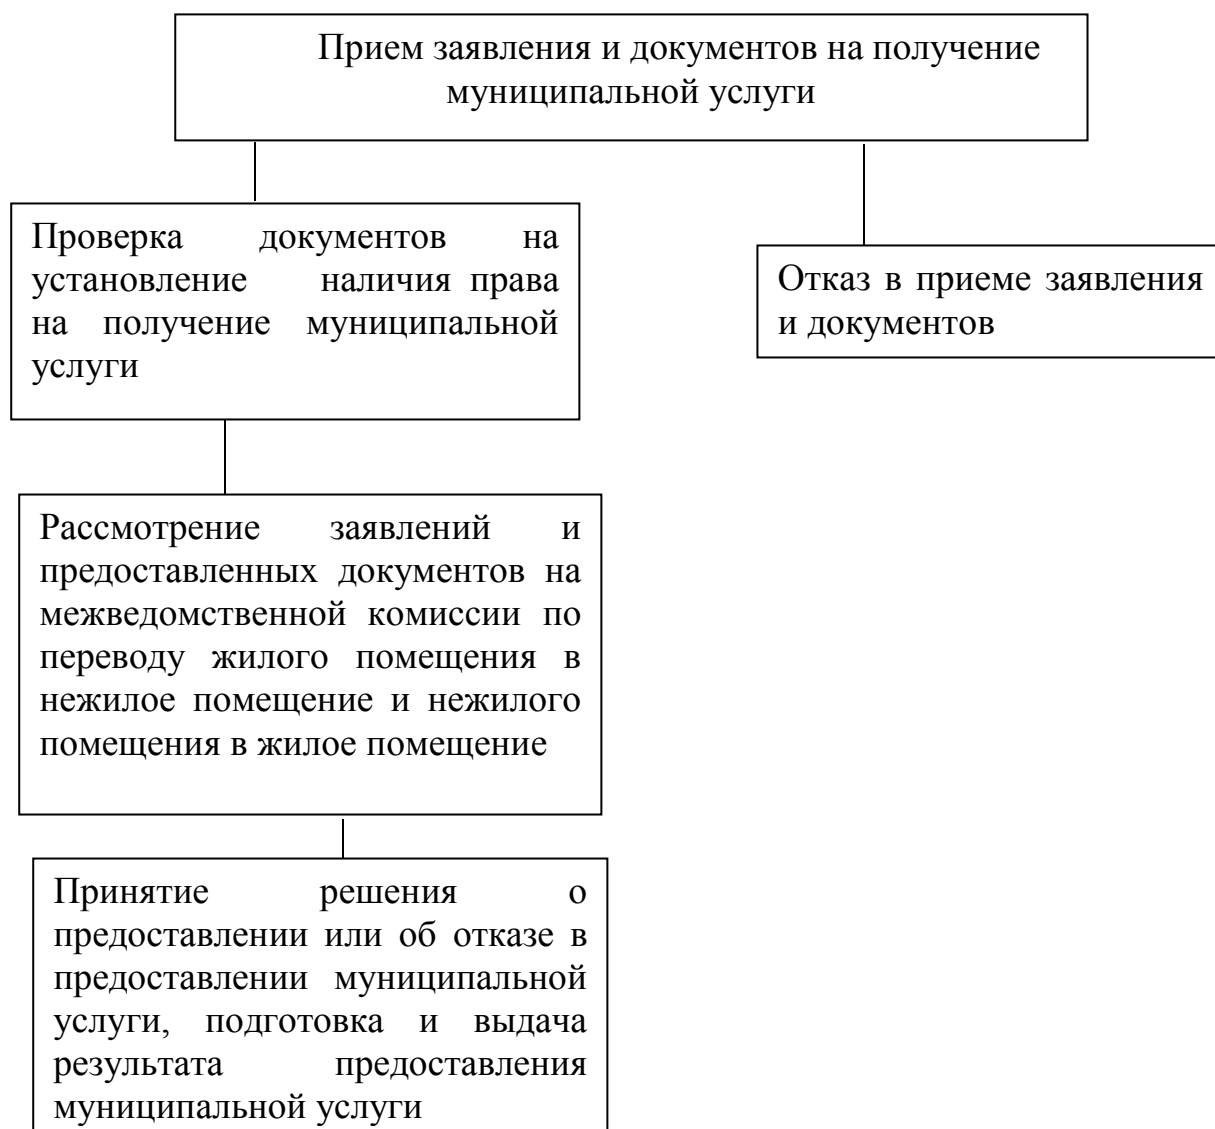 Прием заявления и документов на получение
муниципальной услуги
Проверка документов на
установление наличия права
на получение муниципальной
услуги
Отказ в приеме заявления
и документов
Рассмотрение заявлений и
предоставленных документов на
межведомственной комиссии по
переводу жилого помещения в
нежилое помещение и нежилого
помещения в жилое помещение
Принятие решения о
предоставлении или об отказе в
предоставлении муниципальной
услуги, подготовка и выдача
результата предоставления
муниципальной услуги